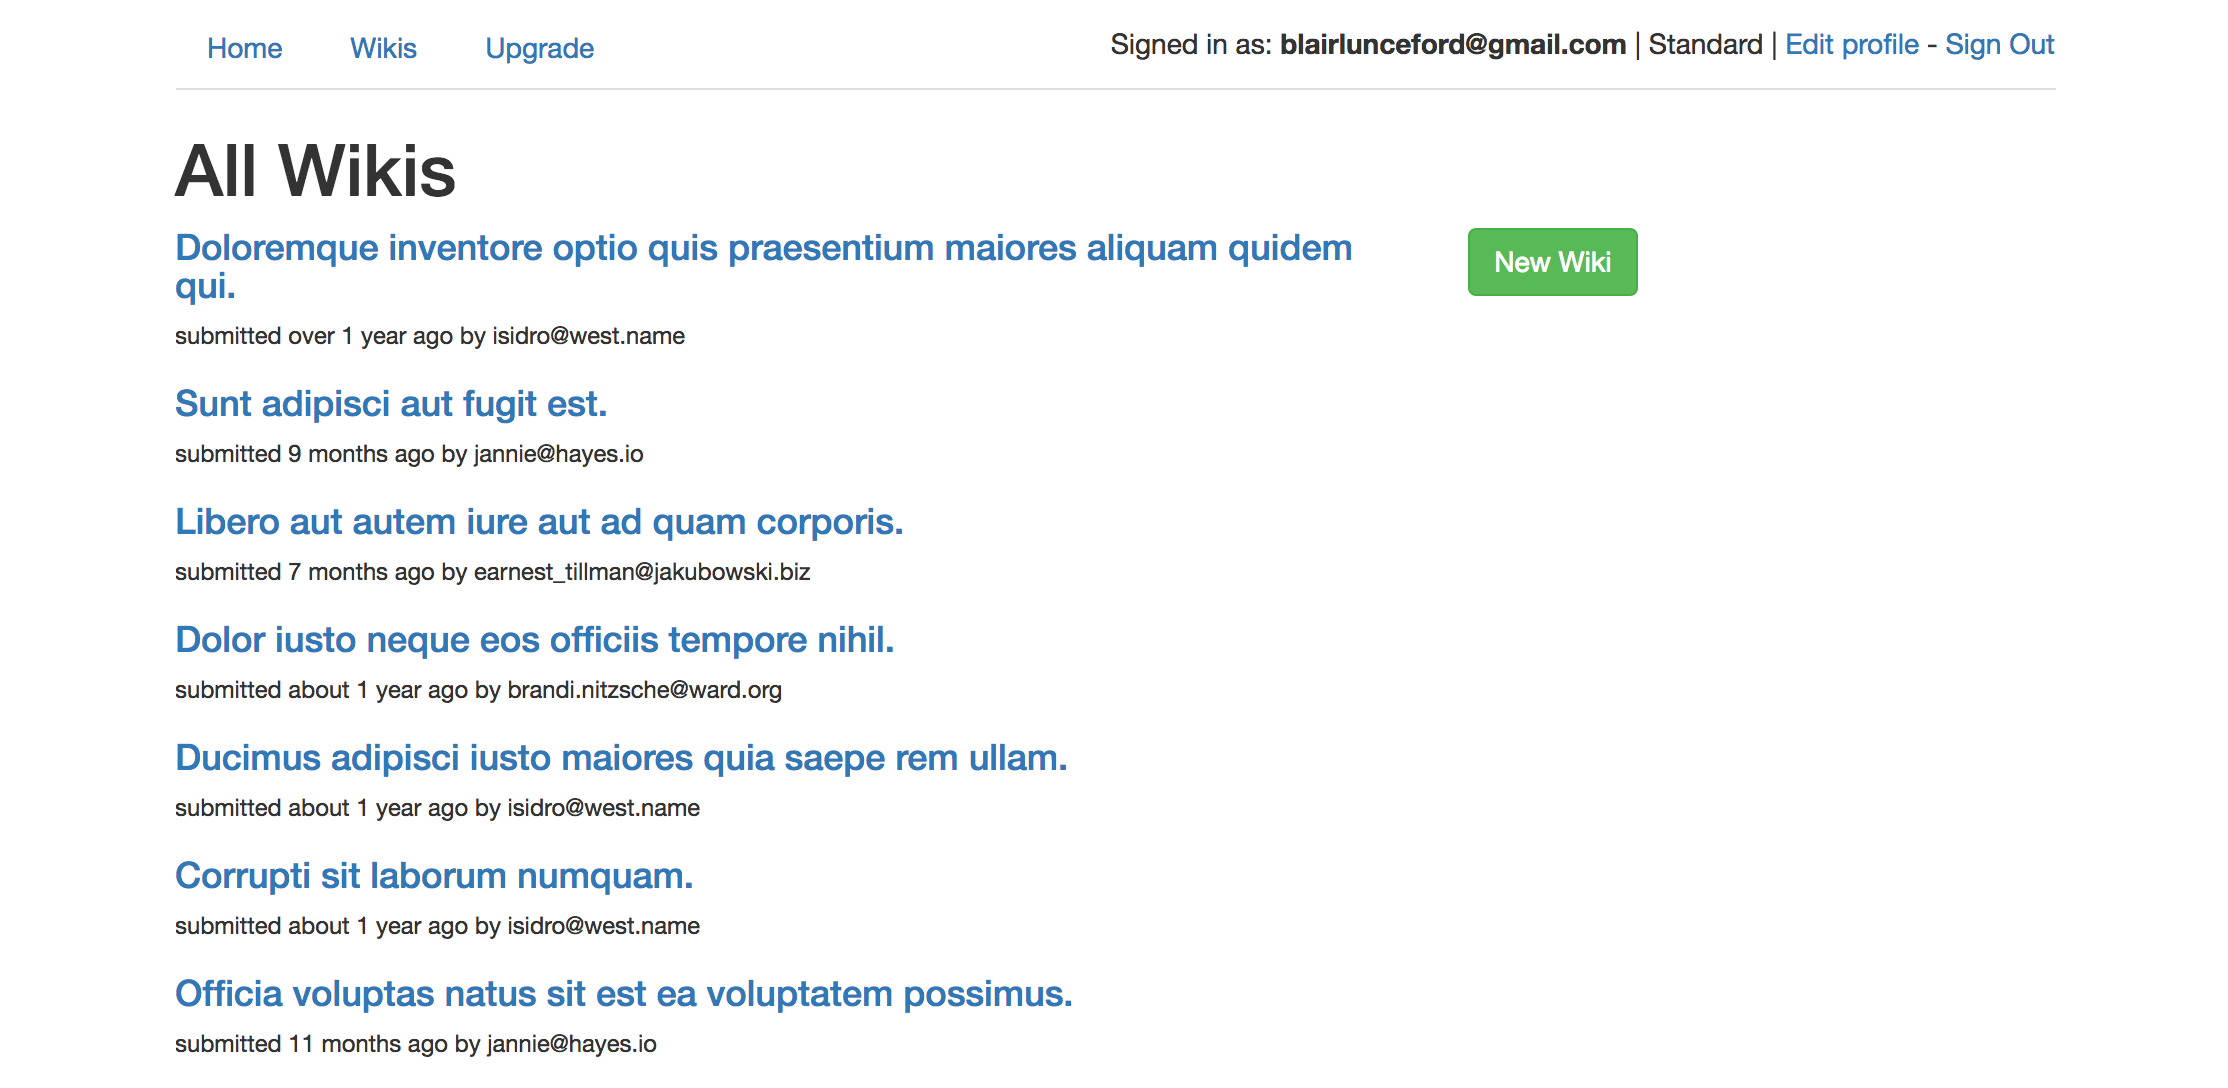 Home Wikis Upgrade Signed in as: blairlunceford@gmail.com | Standard | Edit profile - Sign Out
All Wikis
Doloremque inventore optio quis praesentium maiores aliquam quidem
qui.
New Wiki
submitted over 1 year ago by isidro@west.name
Sunt adipisci aut fugit est.
submitted 9 months ago by jannie@hayes.io
Libero aut autem iure aut ad quam corporis.
submitted 7 months ago by earnest_tillman@jakubowski.biz
Dolor iusto neque eos officiis tempore nihil.
submitted about 1 year ago by brandi.nitzsche@ward.org
Ducimus adipisci iusto maiores quia saepe rem ullam.
submitted about 1 year ago by isidro@west.name
Corrupti sit laborum numquam.
submitted about 1 year ago by isidro@west.name
Officia voluptas natus sit est ea voluptatem possimus.
submitted 11 months ago by jannie@hayes.io